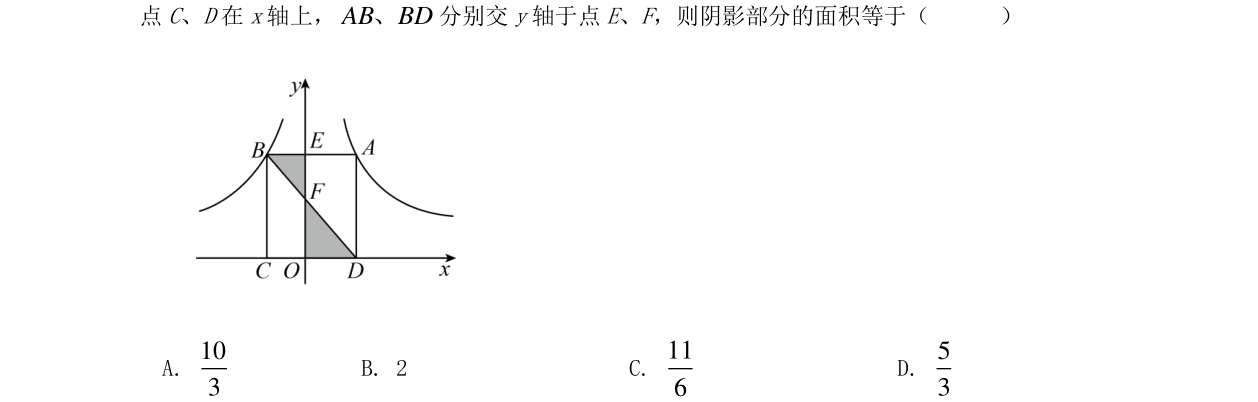 点 C、D 在 x 轴上， AB、BD 分别交 y 轴于点 E、F，则阴影部分的面积等于（    ）
y
B E A
F
C O D x
A. 10/3 B. 2 C. 11/6 D. 5/3